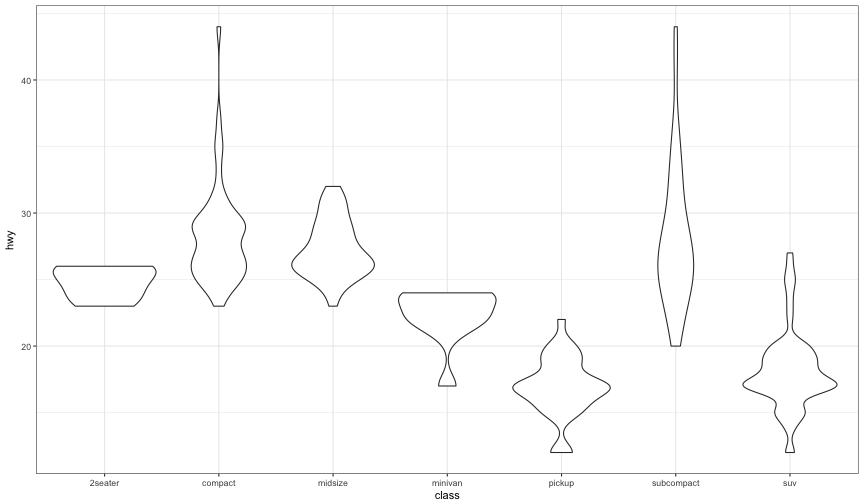 hwy
40
30
20
2seater compact midsize minivan pickup subcompact suv
class